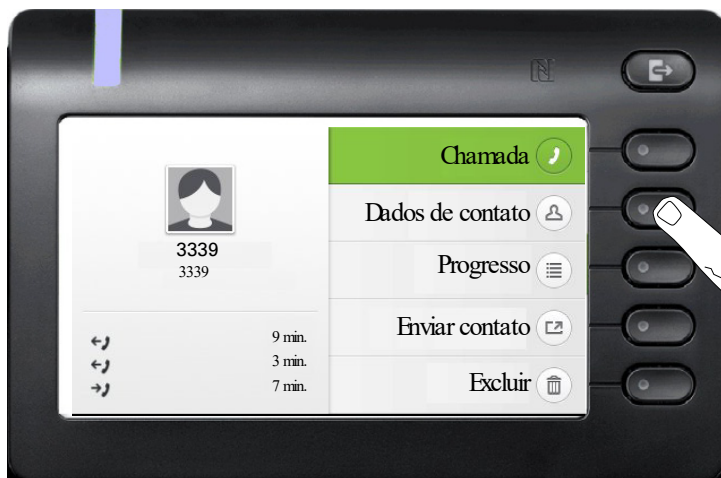 Chamada
Dados de contato
3339
3339
Progresso
Enviar contato
9 min.
3 min.
7 min.
Excluir